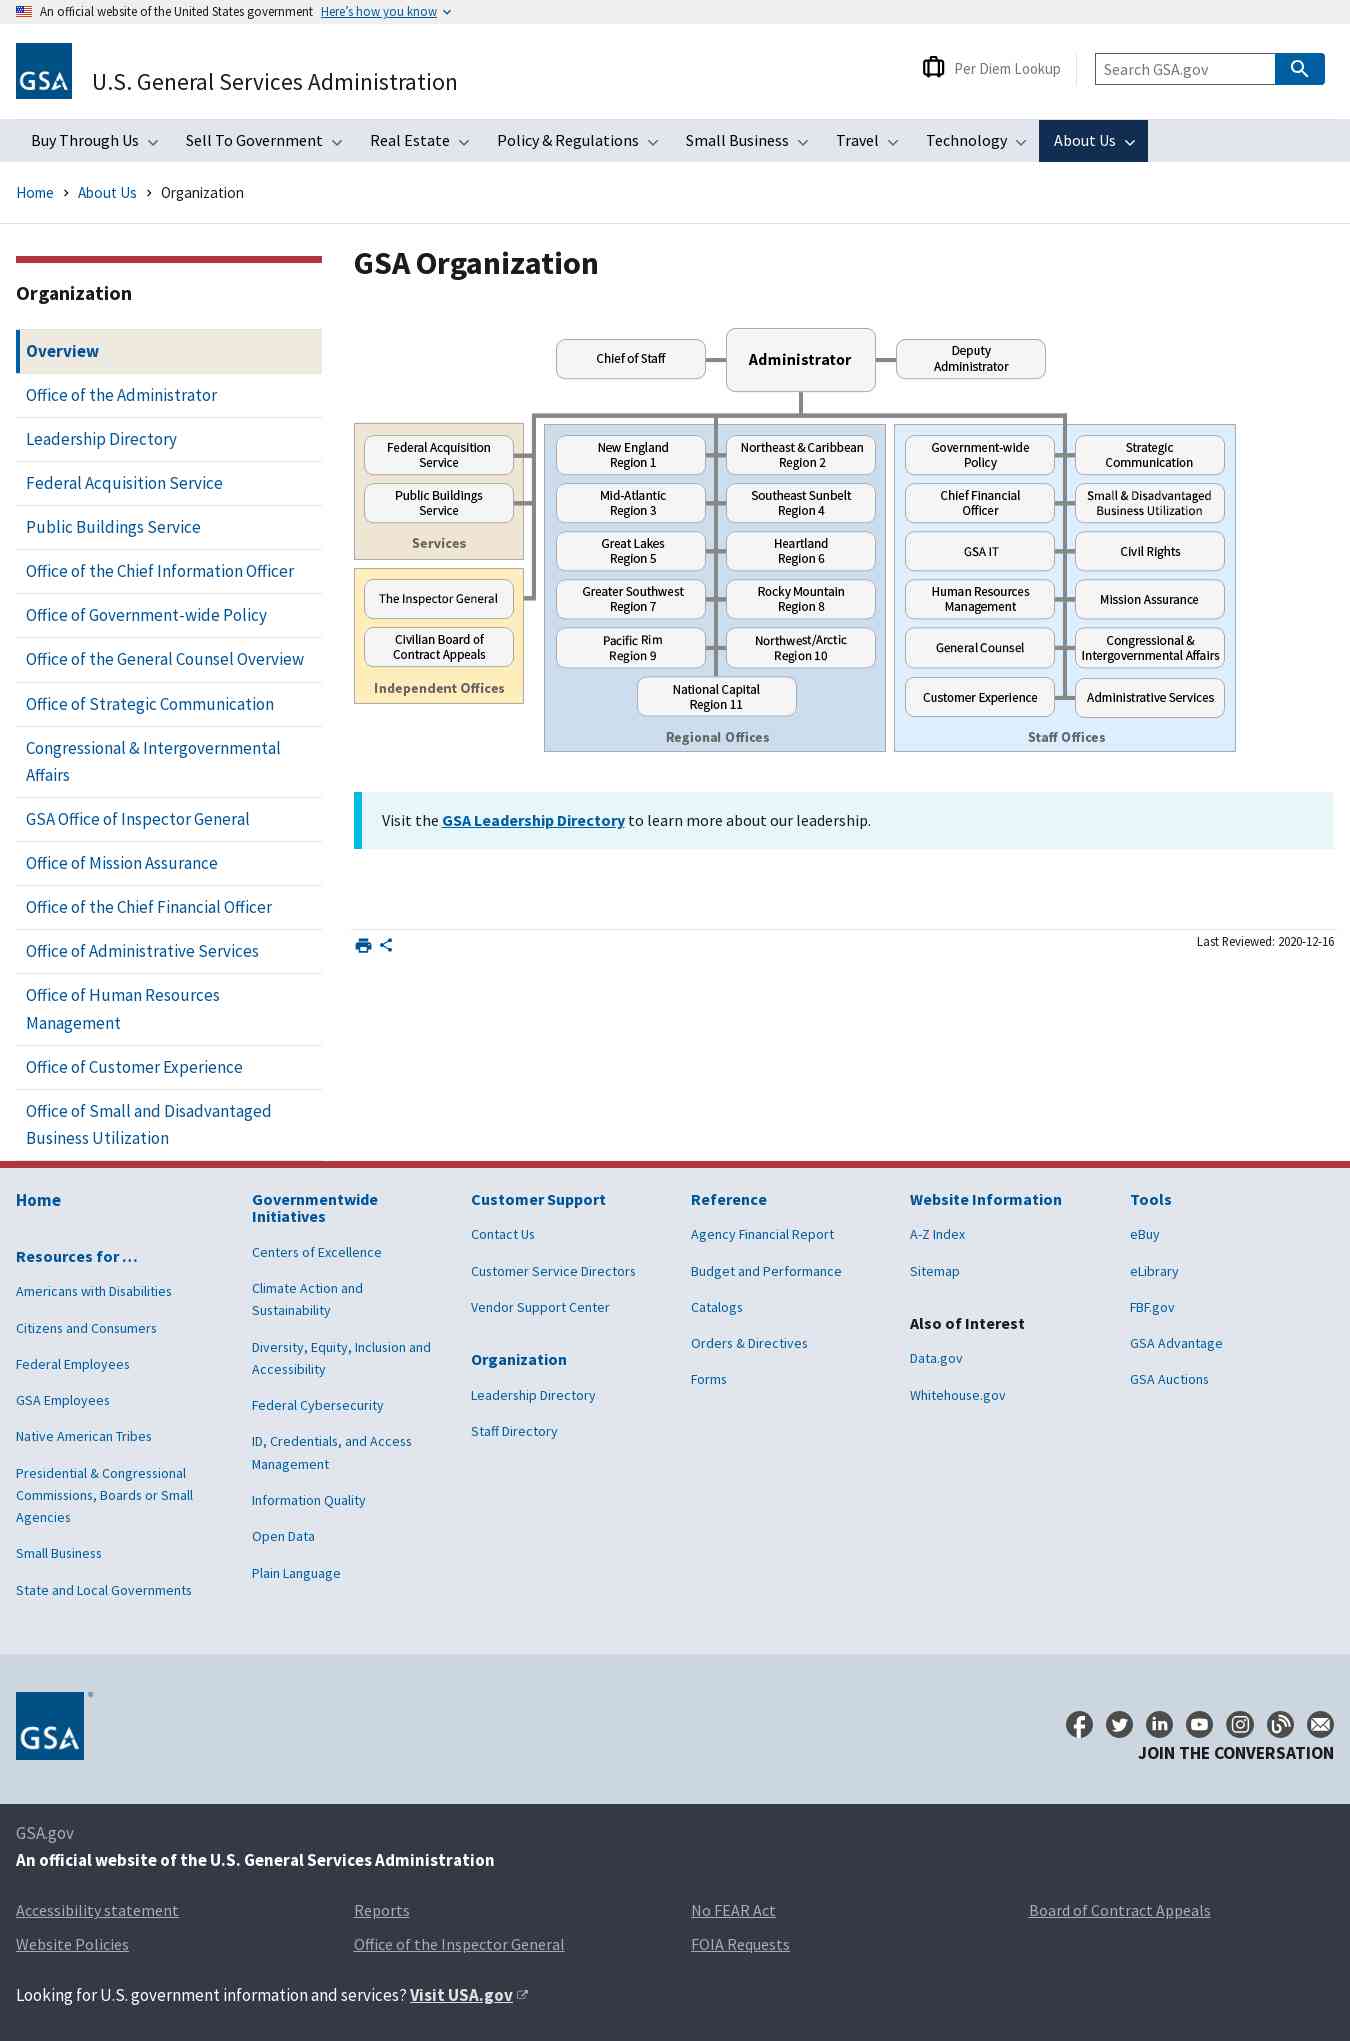 An official website of the United States government Here's how you know
GSA
U.S. General Services Administration
Per Diem Lookup
Search GSA.gov
Buy Through Us
Sell To Government
Real Estate
Policy & Regulations
Small Business
Travel
Technology
About Us
Home
About Us
Organization
Organization
Overview
Office of the Administrator
Leadership Directory
Federal Acquisition Service
Public Buildings Service
Office of the Chief Information Officer
Office of Government-wide Policy
Office of the General Counsel Overview
Office of Strategic Communication
Congressional & Intergovernmental
Affairs
GSA Office of Inspector General
Office of Mission Assurance
Office of the Chief Financial Officer
Office of Administrative Services
Office of Human Resources
Management
Office of Customer Experience
Office of Small and Disadvantaged
Business Utilization
GSA Organization
Chief of Staff
Administrator
Deputy
Administrator
Federal Acquisition
Service
Public Buildings
Service
Services
The Inspector General
Civilian Board of
Contract Appeals
Independent Offices
New England
Region 1
Northeast & Caribbean
Region 2
Mid-Atlantic
Region 3
Southeast Sunbelt
Region 4
Great Lakes
Region 5
Heartland
Region 6
Greater Southwest
Region 7
Rocky Mountain
Region 8
Pacific Rim
Region 9
Northwest/Arctic
Region 10
National Capital
Region 11
Regional Offices
Government-wide
Policy
Strategic
Communication
Chief Financial
Officer
Small & Disadvantaged
Business Utilization
GSA IT
Civil Rights
Human Resources
Management
Mission Assurance
General Counsel
Congressional &
Intergovernmental Affairs
Customer Experience
Administrative Services
Staff Offices
Visit the GSA Leadership Directory to learn more about our leadership.
Last Reviewed: 2020-12-16
Home
Resources for …
Americans with Disabilities
Citizens and Consumers
Federal Employees
GSA Employees
Native American Tribes
Presidential & Congressional
Commissions, Boards or Small
Agencies
Small Business
State and Local Governments
Governmentwide
Initiatives
Centers of Excellence
Climate Action and
Sustainability
Diversity, Equity, Inclusion and
Accessibility
Federal Cybersecurity
ID, Credentials, and Access
Management
Information Quality
Open Data
Plain Language
Customer Support
Contact Us
Customer Service Directors
Vendor Support Center
Organization
Leadership Directory
Staff Directory
Reference
Agency Financial Report
Budget and Performance
Catalogs
Orders & Directives
Forms
Website Information
A-Z Index
Sitemap
Also of Interest
Data.gov
Whitehouse.gov
Tools
eBuy
eLibrary
FBF.gov
GSA Advantage
GSA Auctions
GSA
JOIN THE CONVERSATION
GSA.gov
An official website of the U.S. General Services Administration
Accessibility statement
Reports
No FEAR Act
Board of Contract Appeals
Website Policies
Office of the Inspector General
FOIA Requests
Looking for U.S. government information and services? Visit USA.gov